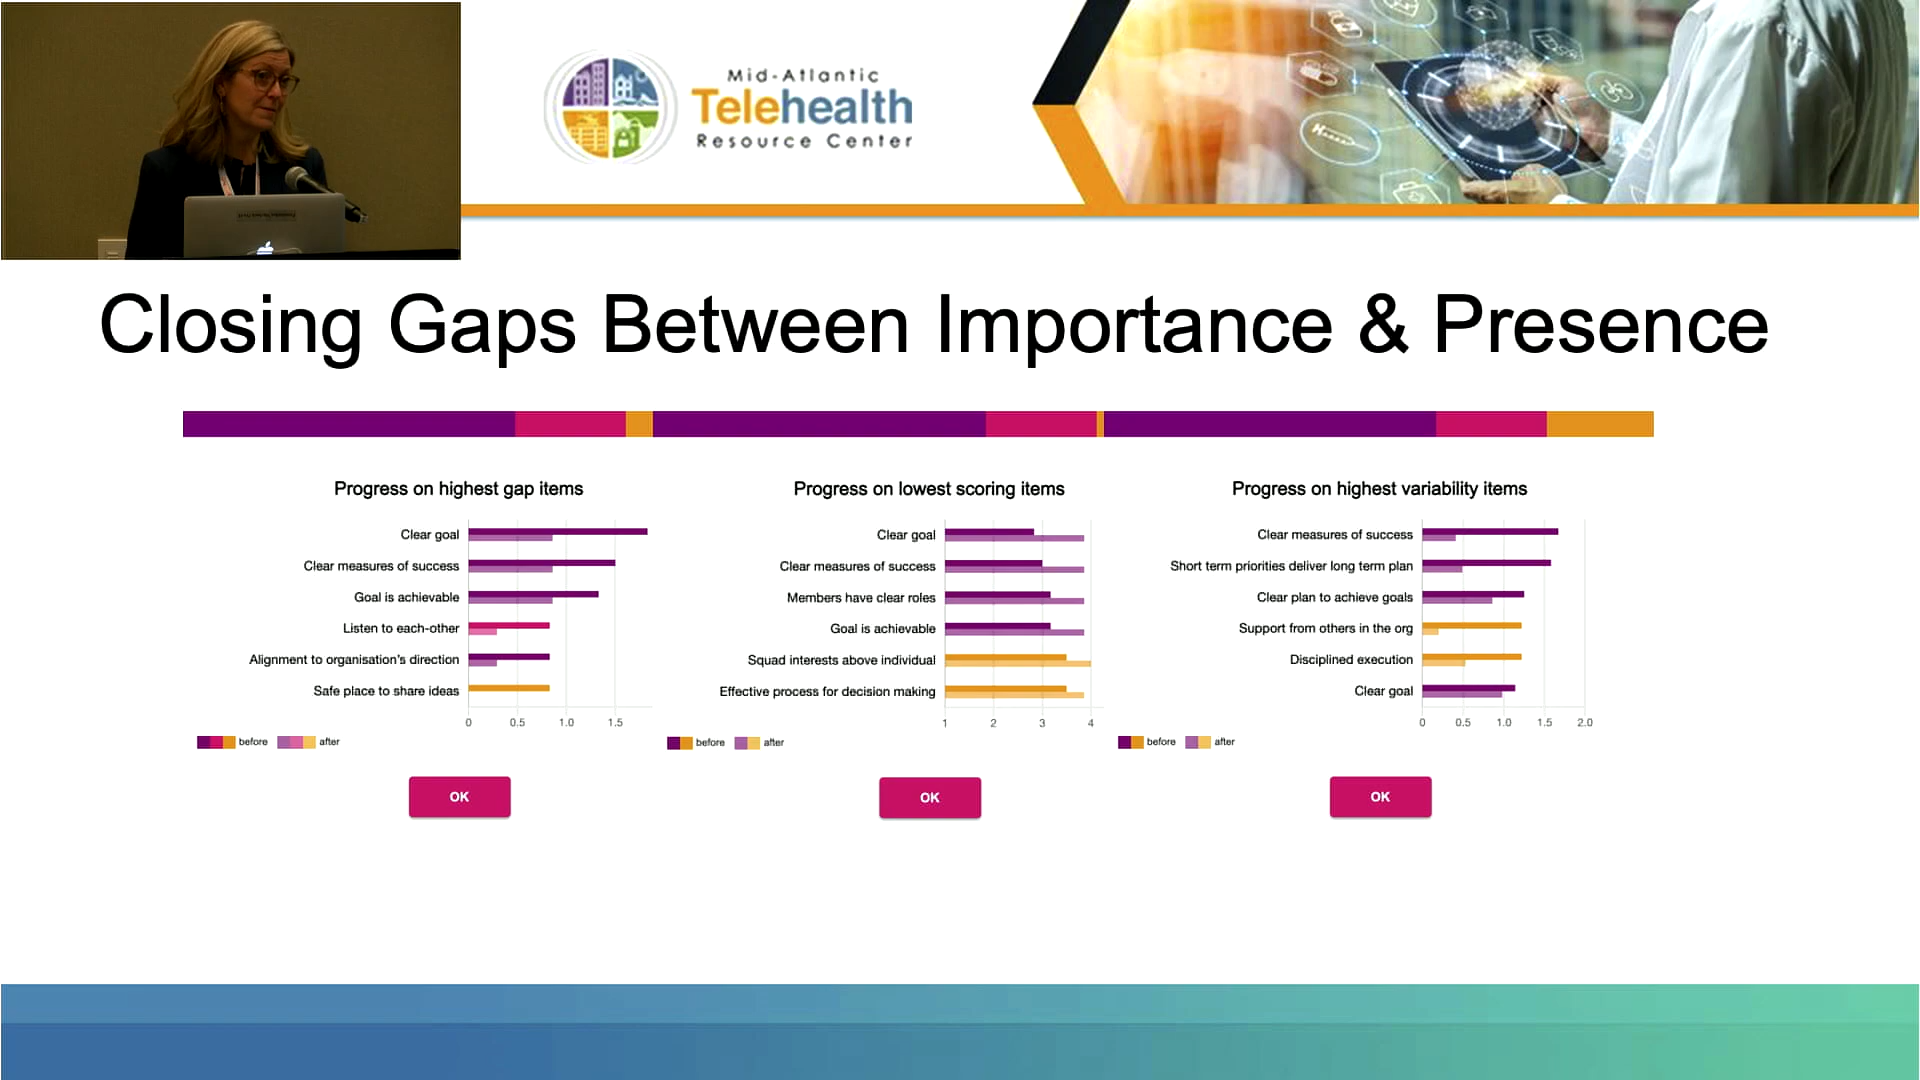 Mid-Atlantic
Telehealth
Resource Center
Closing Gaps Between Importance & Presence
Progress on highest gap items
Clear goal
Clear measures of success
Goal is achievable
Listen to each-other
Alignment to organisation's direction
Safe place to share ideas
0 0.5 1.0 1.5
before after
OK
Progress on lowest scoring items
Clear goal
Clear measures of success
Members have clear roles
Goal is achievable
Squad interests above individual
Effective process for decision making
1 2 3 4
before after
OK
Progress on highest variability items
Clear measures of success
Short term priorities deliver long term plan
Clear plan to achieve goals
Support from others in the org
Disciplined execution
Clear goal
0 0.5 1.0 1.5 2.0
before after
OK